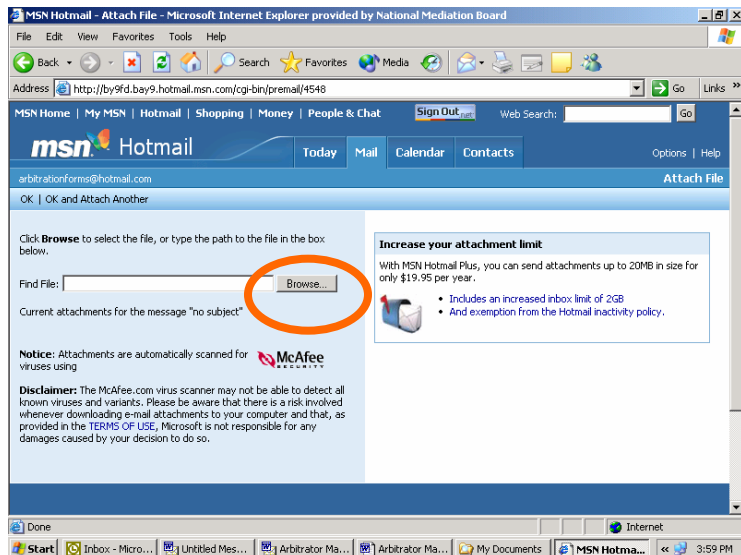 MSN Hotmail - Attach File - Microsoft Internet Explorer provided by National Mediation Board
File Edit View Favorites Tools Help
Back Search Favorites Media
Address http://by9fd.bay9.hotmail.msn.com/cgi-bin/premail/4548 Go Links »
MSN Home | My MSN | Hotmail | Shopping | Money | People & Chat Sign Out .net Web Search: Go
msn Hotmail Today Mail Calendar Contacts Options | Help
arbitrationforms@hotmail.com Attach File
OK | OK and Attach Another
Click Browse to select the file, or type the path to the file in the box
below.
Find File: Browse...
Current attachments for the message "no subject"
Notice: Attachments are automatically scanned for
viruses using
McAfee
SECURITY
Disclaimer: The McAfee.com virus scanner may not be able to detect all
known viruses and variants. Please be aware that there is a risk involved
whenever downloading e-mail attachments to your computer and that, as
provided in the TERMS OF USE, Microsoft is not responsible for any
damages caused by your decision to do so.
Increase your attachment limit
With MSN Hotmail Plus, you can send attachments up to 20MB in size for
only $19.95 per year.
• Includes an increased inbox limit of 2GB
• And exemption from the Hotmail inactivity policy.
Done Internet
Start Inbox - Micro... Untitled Mes... Arbitrator Ma... Arbitrator Ma... My Documents MSN Hotma... « 3:59 PM